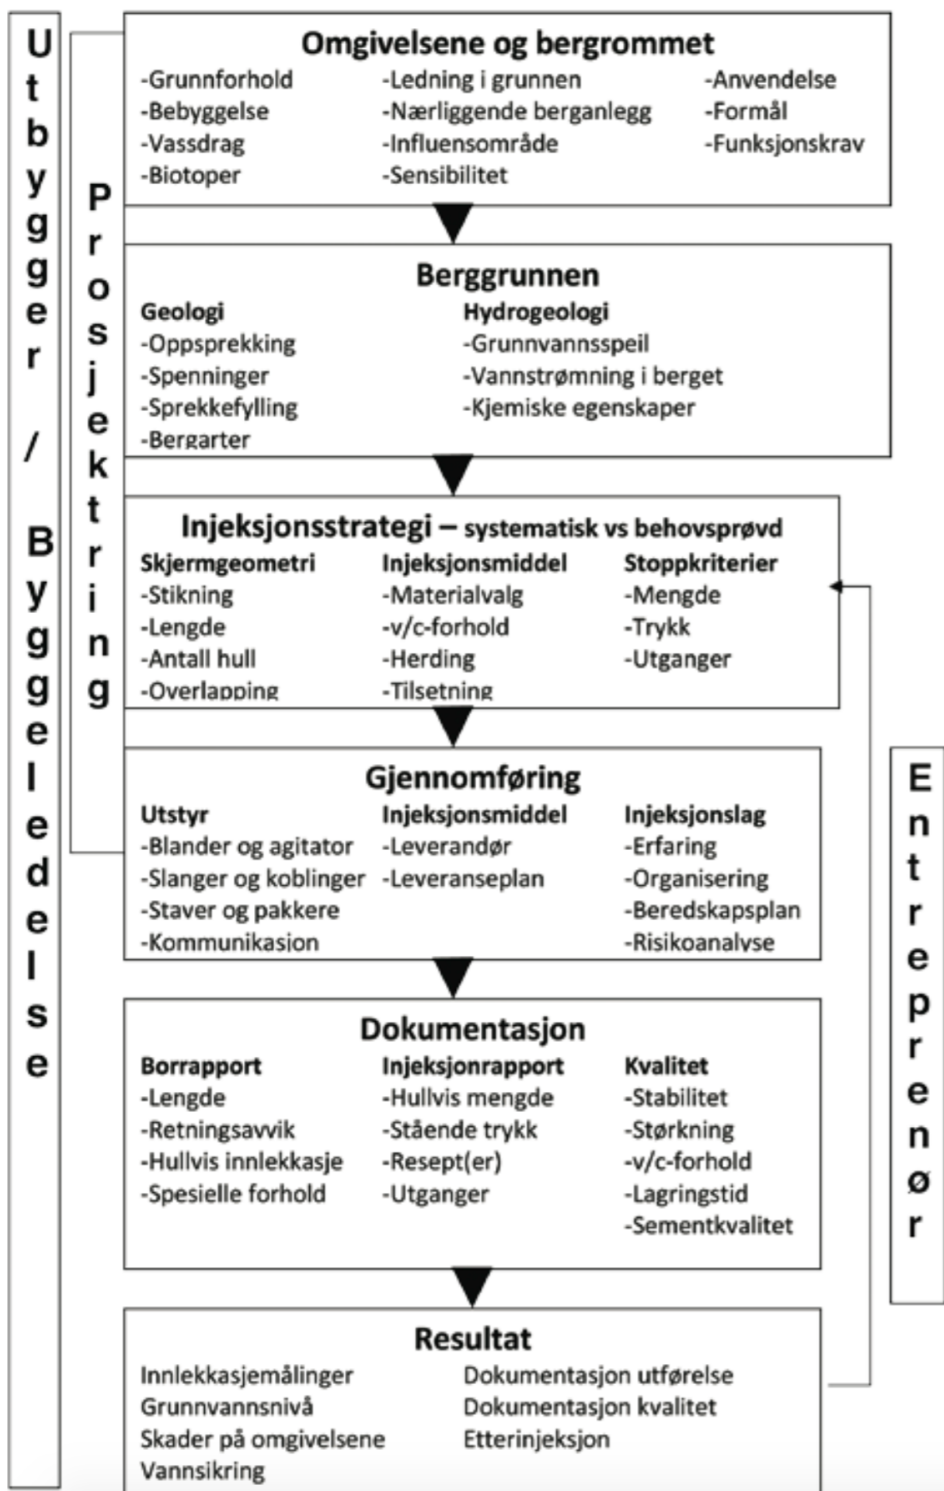 Utbygger / Byggeledelse
Prosjektring
Omgivelsene og bergrommet
-Grunnforhold
-Bebyggelse
-Vassdrag
-Biotoper
-Ledning i grunnen
-Nærliggende berganlegg
-Influensområde
-Sensibilitet
-Anvendelse
-Formål
-Funksjonskrav
Berggrunnen
Geologi
-Oppsprekking
-Spenninger
-Sprekkefylling
-Bergarter
Hydrogeologi
-Grunnvannsspeil
-Vannstrømning i berget
-Kjemiske egenskaper
Injeksjonsstrategi – systematisk vs behovsprøvd
Skjermgeometri
-Stikning
-Lengde
-Antall hull
-Overlapping
Injeksjonsmiddel
-Materialvalg
-v/c-forhold
-Herding
-Tilsetning
Stoppkriterier
-Mengde
-Trykk
-Utganger
Gjennomføring
Utstyr
-Blander og agitator
-Slanger og koblinger
-Staver og pakkere
-Kommunikasjon
Injeksjonsmiddel
-Leverandør
-Leveranseplan
Injeksjonslag
-Erfaring
-Organisering
-Beredskapsplan
-Risikoanalyse
Dokumentasjon
Borrapport
-Lengde
-Retningsavvik
-Hullvis innlekkasje
-Spesielle forhold
Injeksjonrapport
-Hullvis mengde
-Stående trykk
-Resept(er)
-Utganger
Kvalitet
-Stabilitet
-Størkning
-v/c-forhold
-Lagringstid
-Sementkvalitet
Resultat
Innlekkasjemålinger
Grunnvannsnivå
Skader på omgivelsene
Vannsikring
Dokumentasjon utførelse
Dokumentasjon kvalitet
Etterinjeksjon
Entreprenør